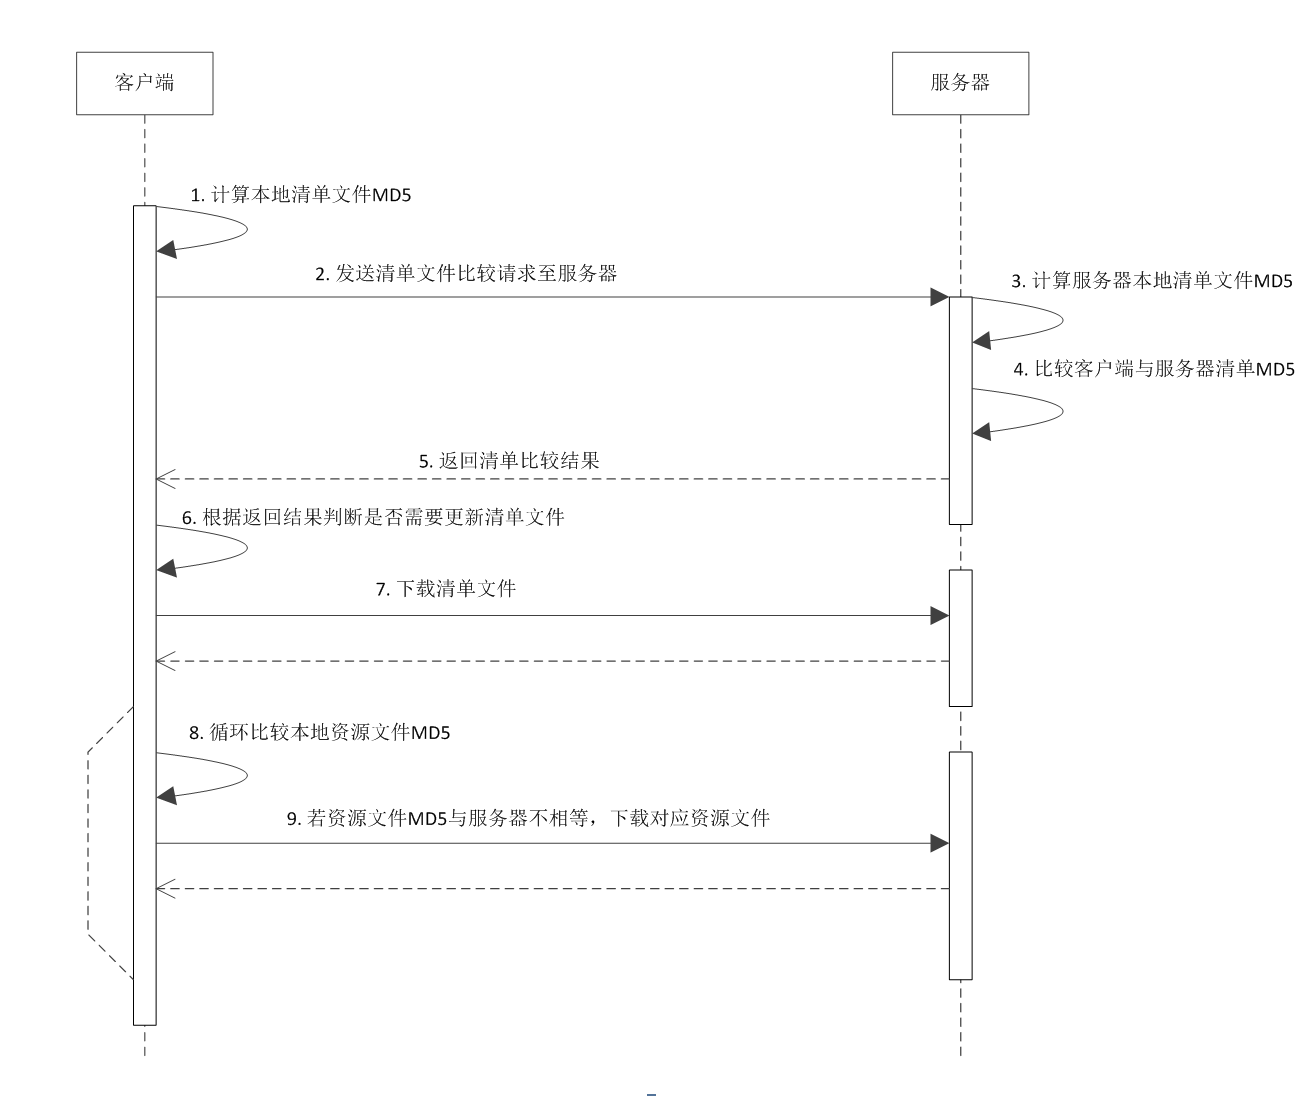 客户端
服务器
1. 计算本地清单文件MD5
2. 发送清单文件比较请求至服务器
3. 计算服务器本地清单文件MD5
4. 比较客户端与服务器清单MD5
5. 返回清单比较结果
6. 根据返回结果判断是否需要更新清单文件
7. 下载清单文件
8. 循环比较本地资源文件MD5
9. 若资源文件MD5与服务器不相等，下载对应资源文件